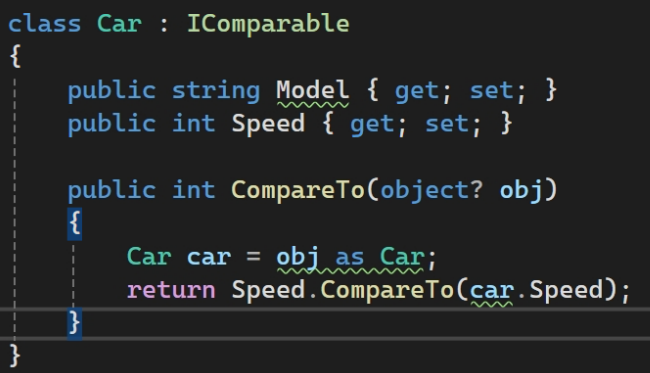 class Car : IComparable
{
    public string Model { get; set; }
    public int Speed { get; set; }

    public int CompareTo(object? obj)
    {
        Car car = obj as Car;
        return Speed.CompareTo(car.Speed);
    }
}